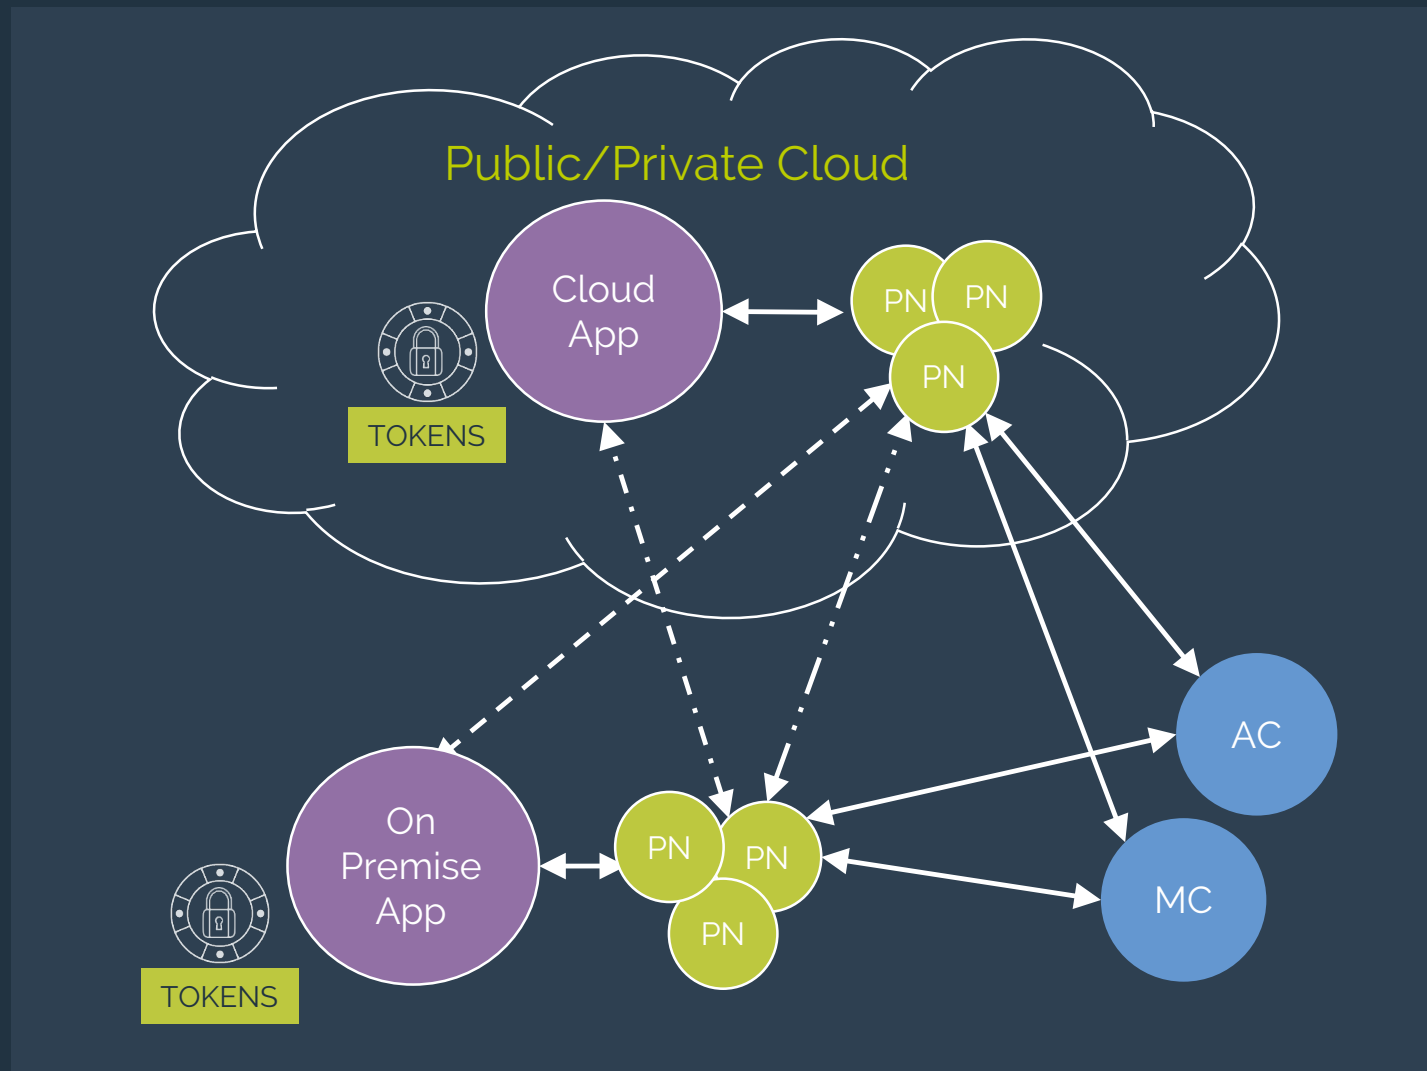 Public/Private Cloud
Cloud
App
PN
PN
PN
TOKENS
AC
MC
On
Premise
App
PN
PN
PN
TOKENS